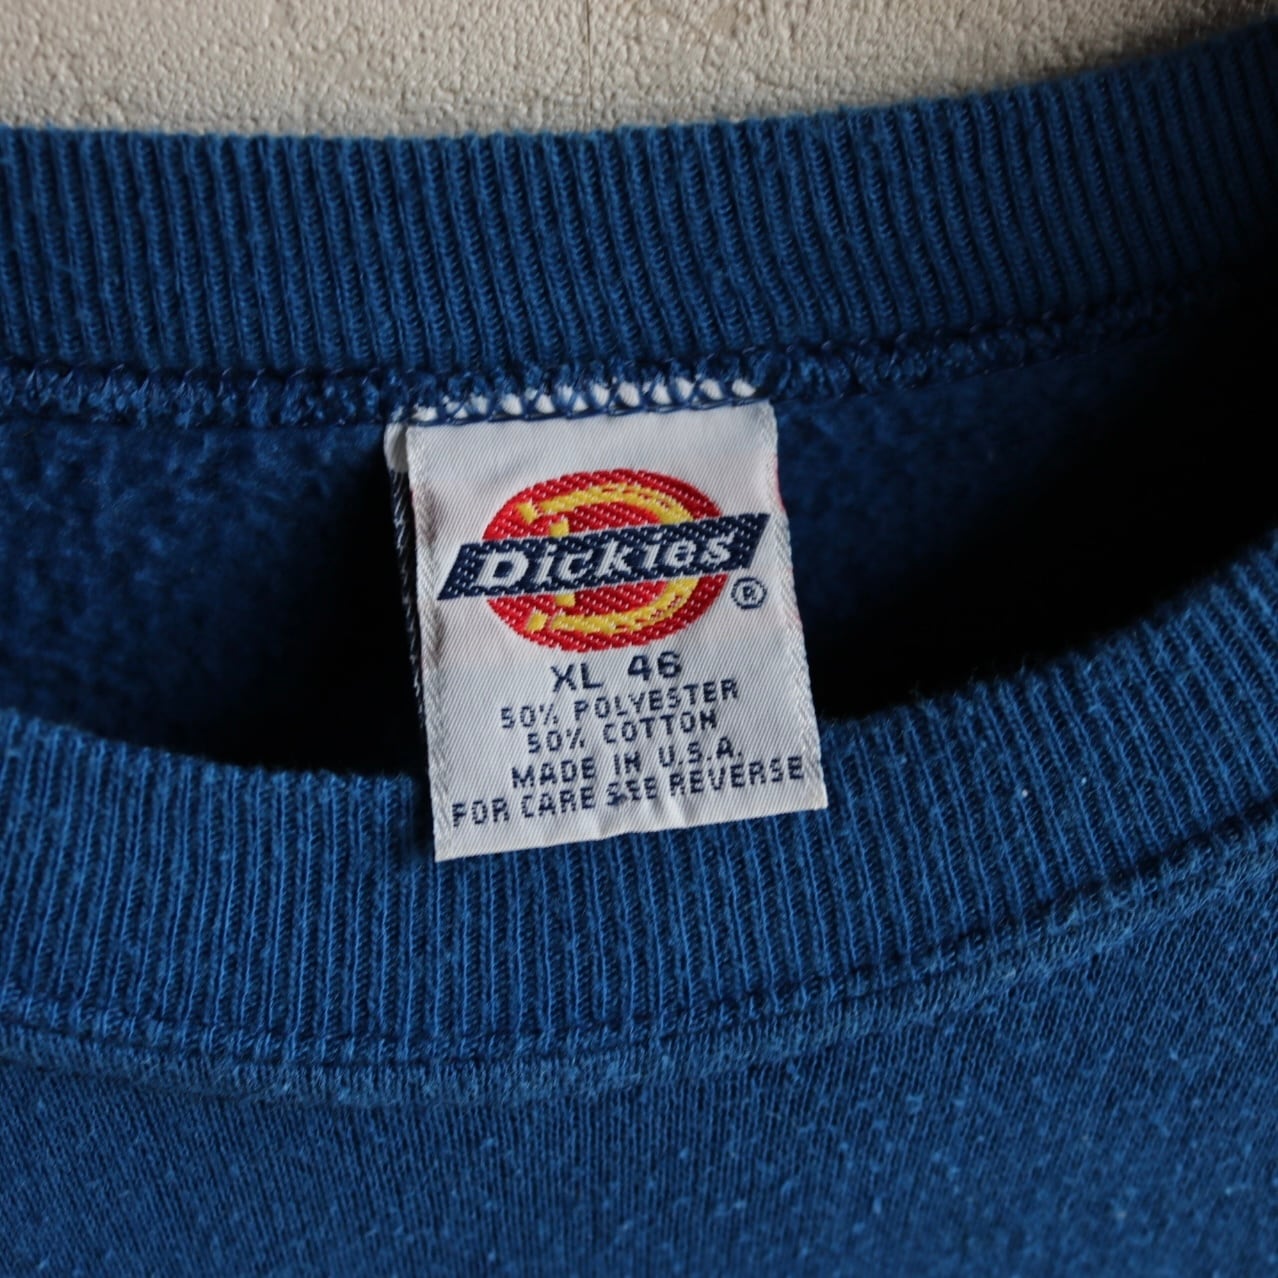 Dickies
®
XL 46
50% POLYESTER
50% COTTON
MADE IN U.S.A.
FOR CARE SEE REVERSE